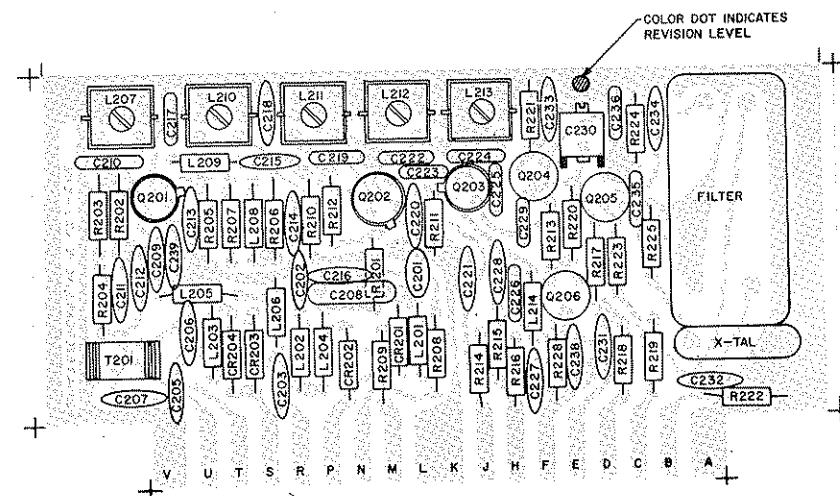 COLOR DOT INDICATES
REVISION LEVEL
L207
C217
L210
C218
L211
L212
L213
R221
C233
C230
C236
R224
C234
C210
L209
C215
C219
C222
C223
C224
C225
Q204
Q205
C235
FILTER
R203
R202
Q201
C213
R205
R207
L208
R206
C214
R210
R212
Q202
C220
R211
Q203
C229
R213
R220
R217
R223
R225
R204
C211
C212
C209
C239
L205
C202
C216
C208
R201
C201
C221
C228
C226
L214
Q206
T201
C206
L203
CR204
CR203
L206
L202
L204
CR202
R209
CR201
L201
R208
R214
R215
R216
C227
R228
C238
C231
R218
R219
X-TAL
C207
C205
C203
C232
R222
V U T S R P N M L K J H F E D C B A